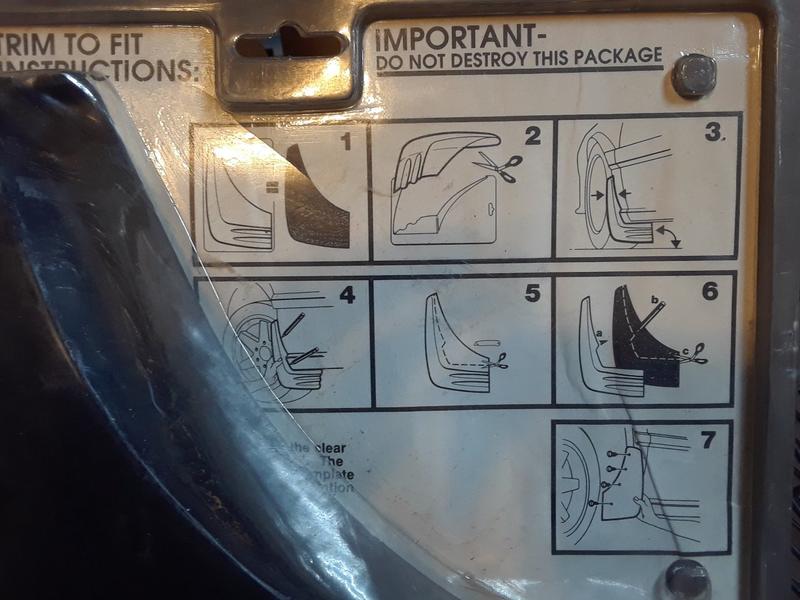 TRIM TO FIT
INSTRUCTIONS:
IMPORTANT-
DO NOT DESTROY THIS PACKAGE
1
2
3.
4
5
6
a
b
c
7
the clear
The